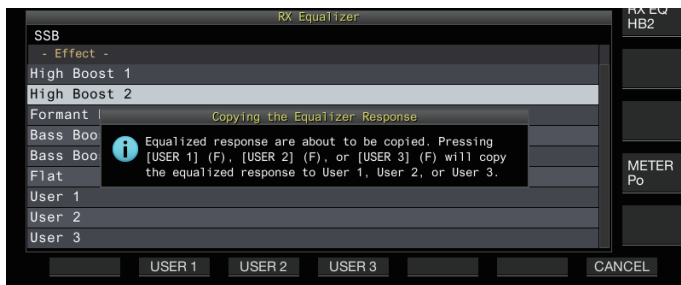 RX Equalizer
RX EQ
HB2
SSB
- Effect -
High Boost 1
High Boost 2
Formant
Copying the Equalizer Response
Bass Boo
Equalized response are about to be copied. Pressing
[USER 1] (F), [USER 2] (F), or [USER 3] (F) will copy
the equalized response to User 1, User 2, or User 3.
Bass Boo
Flat
METER
Po
User 1
User 2
User 3
USER 1
USER 2
USER 3
CANCEL